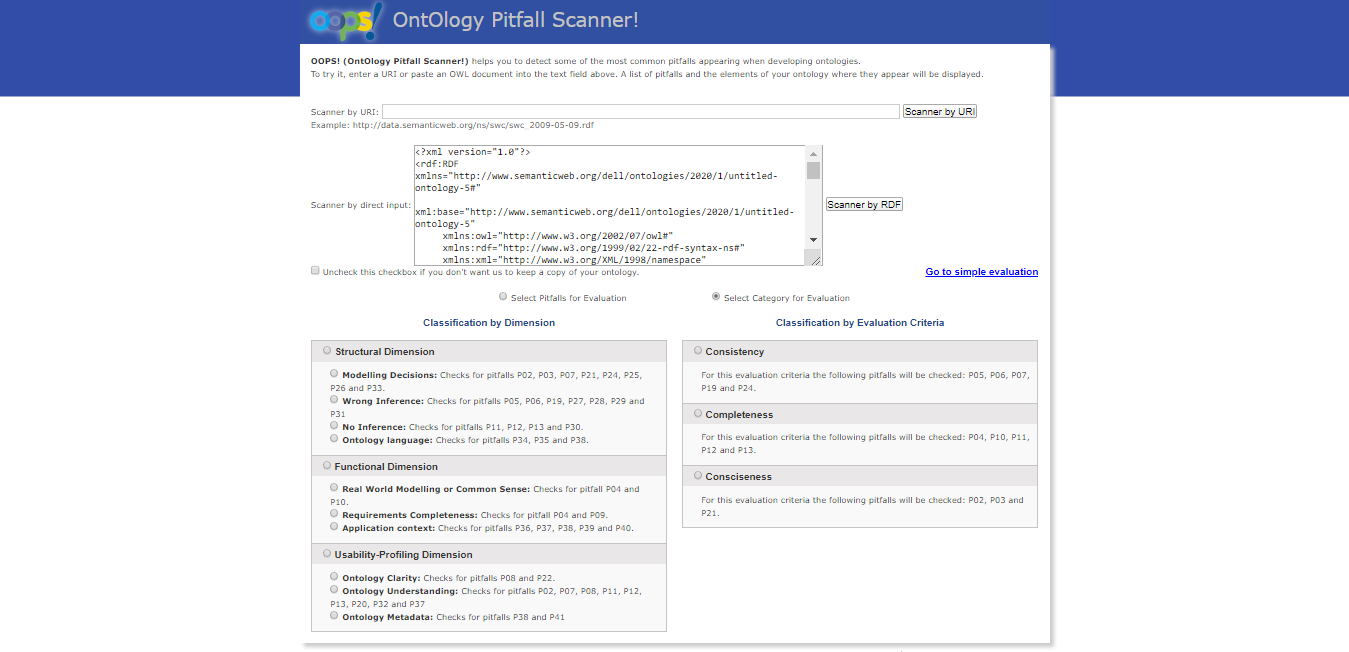 oops! OntOlogy Pitfall Scanner!
OOPS! (OntOlogy Pitfall Scanner!) helps you to detect some of the most common pitfalls appearing when developing ontologies.
To try it, enter a URI or paste an OWL document into the text field above. A list of pitfalls and the elements of your ontology where they appear will be displayed.
Scanner by URI: Scanner by URI
Example: http://data.semanticweb.org/ns/swc/swc_2009-05-09.rdf
<?xml version="1.0"?>
<rdf:RDF
xmlns="http://www.semanticweb.org/dell/ontologies/2020/1/untitled-
ontology-5#"
Scanner by direct input: Scanner by RDF
xml:base="http://www.semanticweb.org/dell/ontologies/2020/1/untitled-
ontology-5"
xmlns:owl="http://www.w3.org/2002/07/owl#"
xmlns:rdf="http://www.w3.org/1999/02/22-rdf-syntax-ns#"
xmlns:xml="http://www.w3.org/XML/1998/namespace"
Uncheck this checkbox if you don't want us to keep a copy of your ontology.
Go to simple evaluation
Select Pitfalls for Evaluation
Select Category for Evaluation
Classification by Dimension
Structural Dimension
Modelling Decisions: Checks for pitfalls P02, P03, P07, P21, P24, P25,
P26 and P33.
Wrong Inference: Checks for pitfalls P05, P06, P19, P27, P28, P29 and
P31
No Inference: Checks for pitfalls P11, P12, P13 and P30.
Ontology language: Checks for pitfalls P34, P35 and P38.
Functional Dimension
Real World Modelling or Common Sense: Checks for pitfall P04 and
P10.
Requirements Completeness: Checks for pitfall P04 and P09.
Application context: Checks for pitfalls P36, P37, P38, P39 and P40.
Usability-Profiling Dimension
Ontology Clarity: Checks for pitfalls P08 and P22.
Ontology Understanding: Checks for pitfalls P02, P07, P08, P11, P12,
P13, P20, P32 and P37
Ontology Metadata: Checks for pitfalls P38 and P41
Classification by Evaluation Criteria
Consistency
For this evaluation criteria the following pitfalls will be checked: P05, P06, P07,
P19 and P24.
Completeness
For this evaluation criteria the following pitfalls will be checked: P04, P10, P11,
P12 and P13.
Consciseness
For this evaluation criteria the following pitfalls will be checked: P02, P03 and
P21.